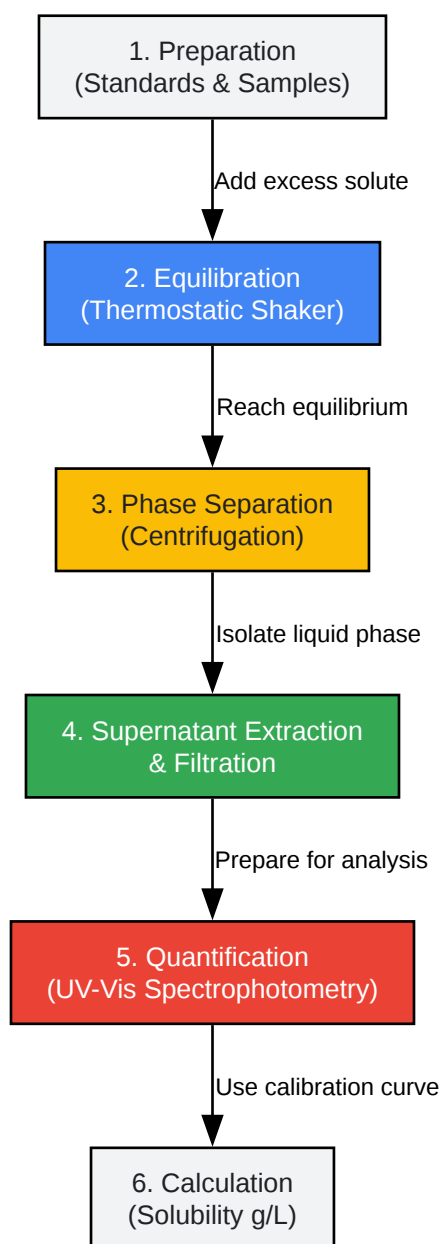 1. Preparation
(Standards & Samples)
Add excess solute
2. Equilibration
(Thermostatic Shaker)
Reach equilibrium
3. Phase Separation
(Centrifugation)
Isolate liquid phase
4. Supernatant Extraction
& Filtration
Prepare for analysis
5. Quantification
(UV-Vis Spectrophotometry)
Use calibration curve
6. Calculation
(Solubility g/L)